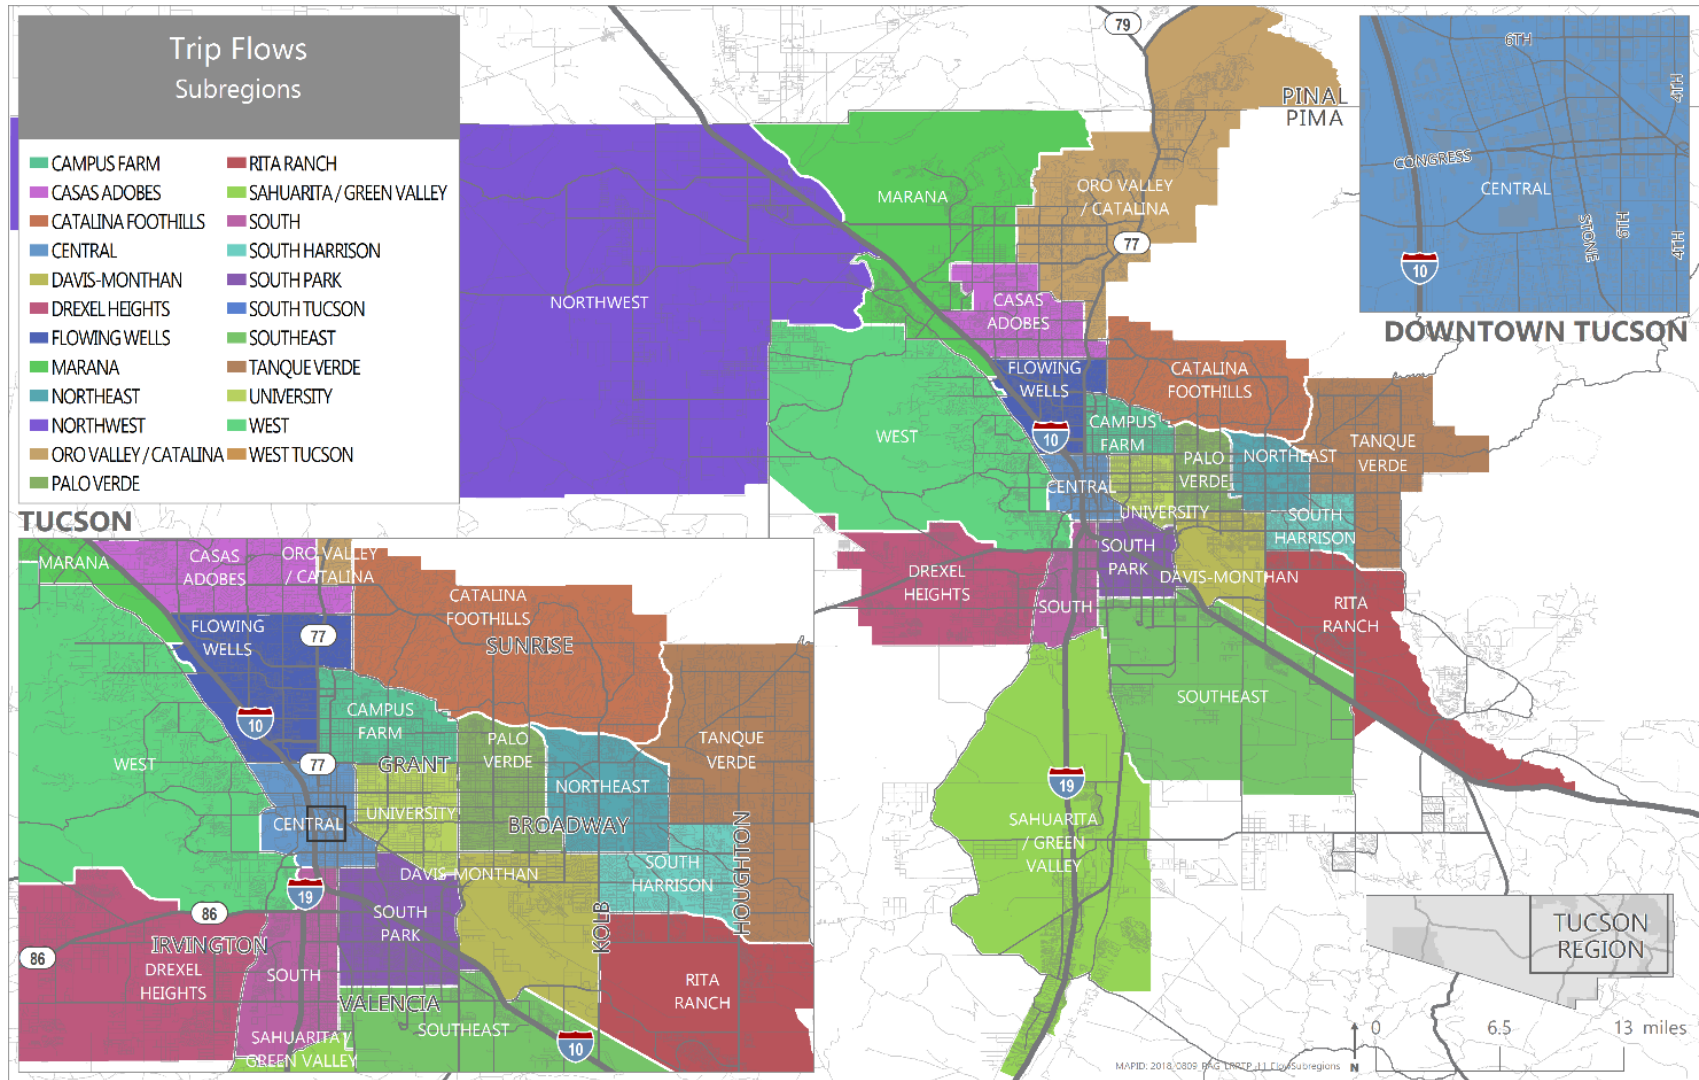 Trip Flows
Subregions
CAMPUS FARM
CASAS ADOBES
CATALINA FOOTHILLS
CENTRAL
DAVIS-MONTHAN
DREXEL HEIGHTS
FLOWING WELLS
MARANA
NORTHEAST
NORTHWEST
ORO VALLEY / CATALINA
PALO VERDE
RITA RANCH
SAHUARITA / GREEN VALLEY
SOUTH
SOUTH HARRISON
SOUTH PARK
SOUTH TUCSON
SOUTHEAST
TANQUE VERDE
UNIVERSITY
WEST
WEST TUCSON
79
PINAL
PIMA
MARANA
ORO VALLEY
/ CATALINA
77
NORTHWEST
CASAS
ADOBES
FLOWING
WELLS
CATALINA
FOOTHILLS
WEST
10
CAMPUS
FARM
PALO
VERDE
NORTHEAST
TANQUE
VERDE
CENTRAL
UNIVERSITY
SOUTH
HARRISON
SOUTH
PARK
DAVIS-MONTHAN
DREXEL
HEIGHTS
SOUTH
RITA
RANCH
SOUTHEAST
19
SAHUARITA
/ GREEN
VALLEY
6TH
4TH
CONGRESS
CENTRAL
STONE
6TH
4TH
10
DOWNTOWN TUCSON
TUCSON
MARANA
CASAS
ADOBES
ORO VALLEY
/ CATALINA
CATALINA
FOOTHILLS
FLOWING
WELLS
77
SUNRISE
10
CAMPUS
FARM
PALO
VERDE
TANQUE
VERDE
WEST
77
GRANT
NORTHEAST
UNIVERSITY
CENTRAL
BROADWAY
HOUGHTON
DAVIS-MONTHAN
SOUTH
HARRISON
19
86
SOUTH
PARK
KOLB
IRVINGTON
86
DREXEL
HEIGHTS
SOUTH
RITA
RANCH
VALENCIA
SOUTHEAST
SAHUARITA /
GREEN VALLEY
10
TUCSON
REGION
0
6.5
13 miles
N